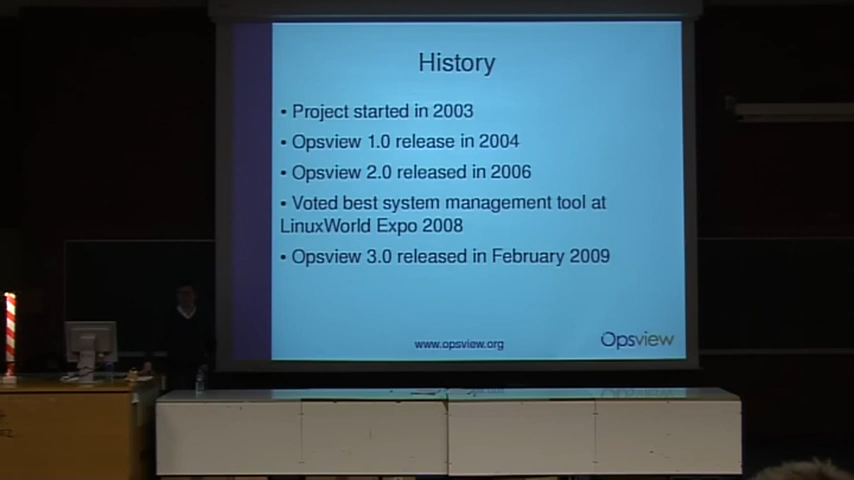 History
• Project started in 2003
• Opsview 1.0 release in 2004
• Opsview 2.0 released in 2006
• Voted best system management tool at
LinuxWorld Expo 2008
• Opsview 3.0 released in February 2009
www.opsview.org
Opsview